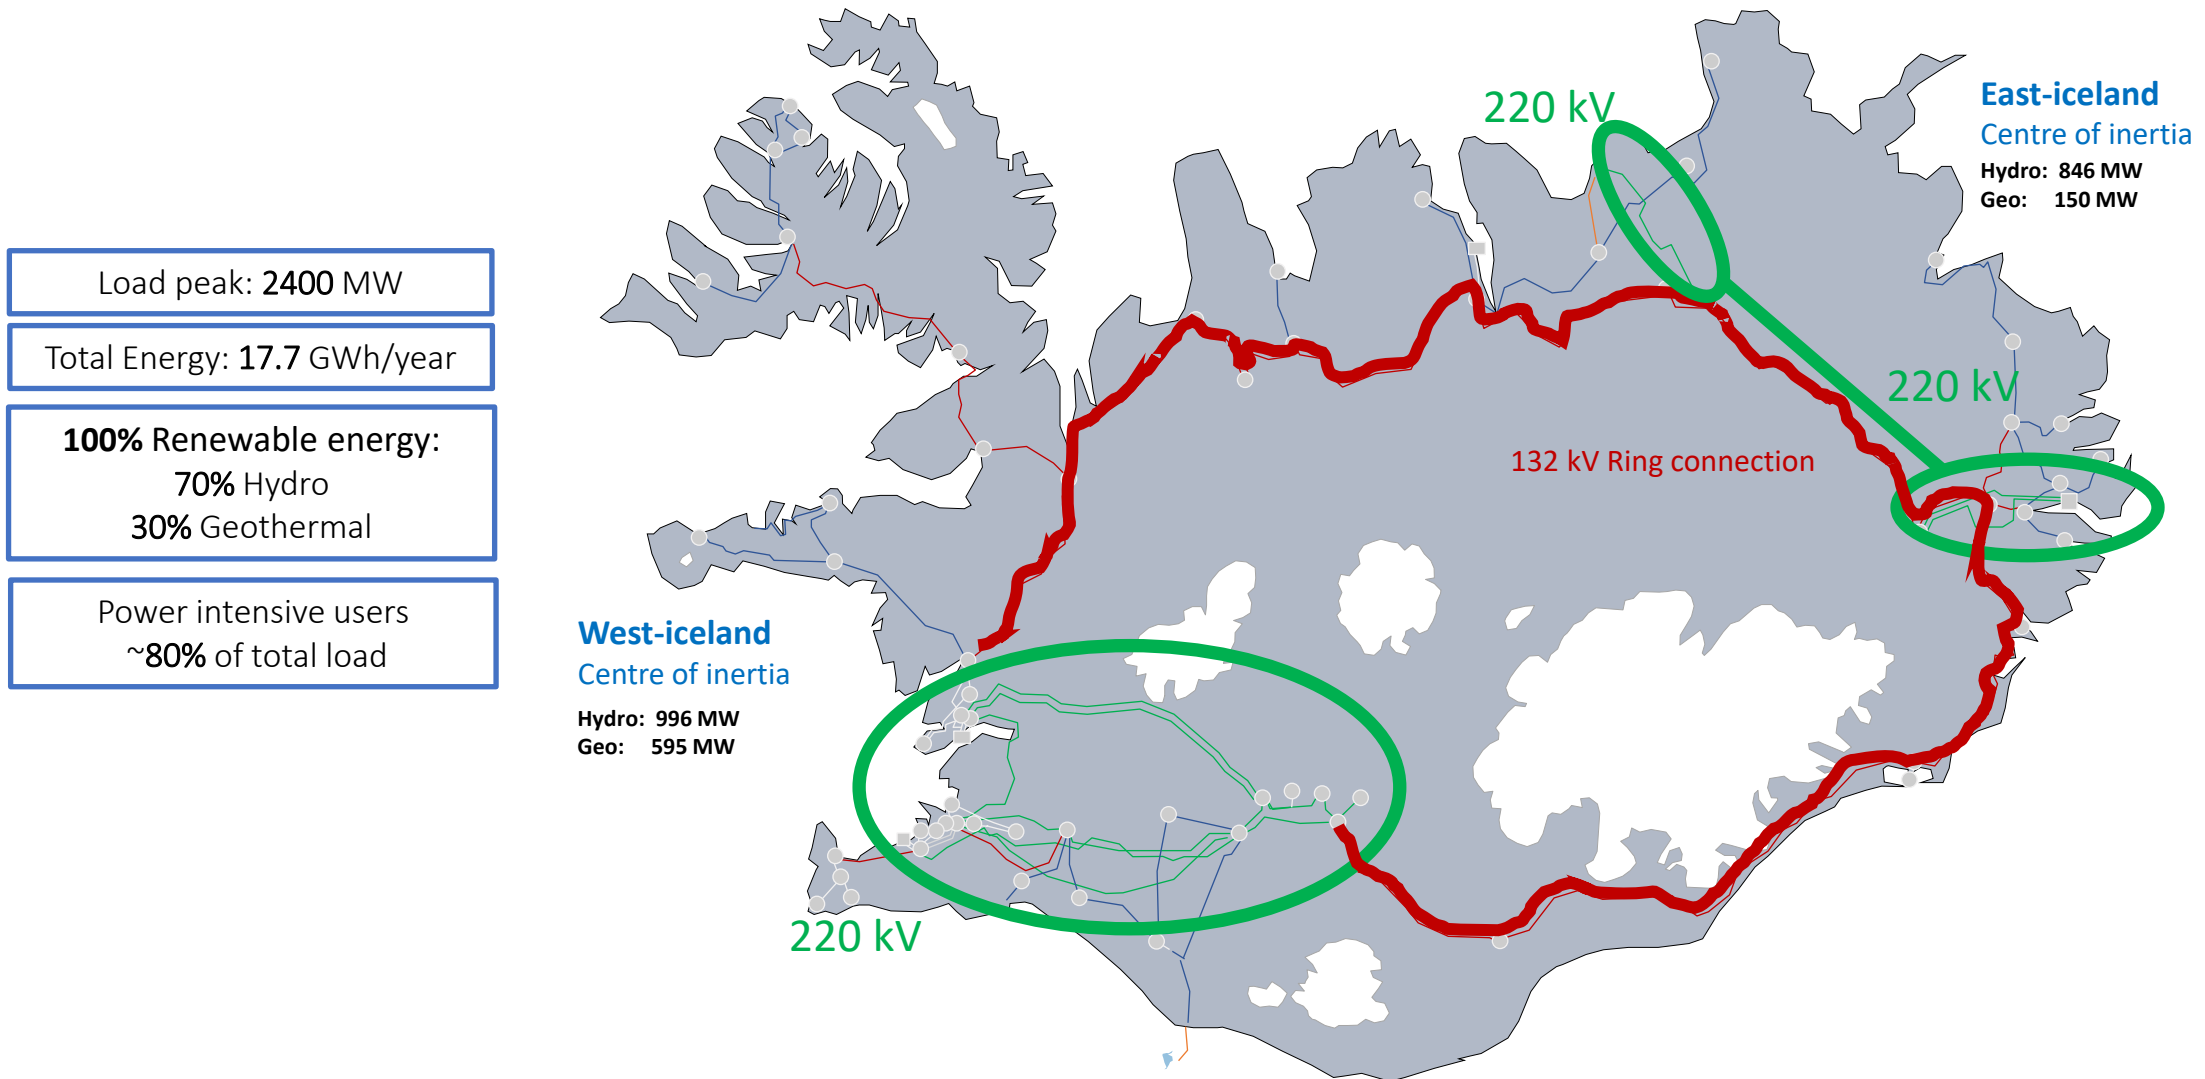 Load peak: 2400 MW
Total Energy: 17.7 GWh/year
100% Renewable energy:
70% Hydro
30% Geothermal
Power intensive users
~80% of total load
220 kV
East-iceland
Centre of inertia
Hydro: 846 MW
Geo: 150 MW
220 kV
132 kV Ring connection
West-iceland
Centre of inertia
Hydro: 996 MW
Geo: 595 MW
220 kV